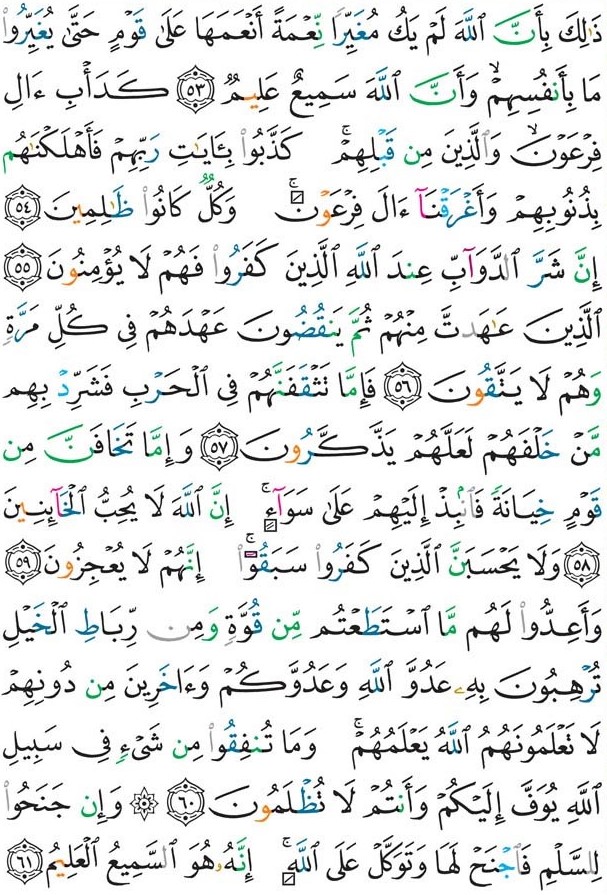 ذَٰلِكَ بِأَنَّ ٱللَّهَ لَمْ يَكُ مُغَيِّرًا نِّعْمَةً أَنْعَمَهَا عَلَىٰ قَوْمٍ حَتَّىٰ يُغَيِّرُوا۟
مَا بِأَنفُسِهِمْ ۙ وَأَنَّ ٱللَّهَ سَمِيعٌ عَلِيمٌ ﴿٥٣﴾ كَدَأْبِ ءَالِ
فِرْعَوْنَ ۙ وَٱلَّذِينَ مِن قَبْلِهِمْ ۚ كَذَّبُوا۟ بِـَٔايَـٰتِ رَبِّهِمْ فَأَهْلَكْنَـٰهُم
بِذُنُوبِهِمْ وَأَغْرَقْنَآ ءَالَ فِرْعَوْنَ ۚ وَكُلٌّ كَانُوا۟ ظَـٰلِمِينَ ﴿٥٤﴾
إِنَّ شَرَّ ٱلدَّوَآبِّ عِندَ ٱللَّهِ ٱلَّذِينَ كَفَرُوا۟ فَهُمْ لَا يُؤْمِنُونَ ﴿٥٥﴾
ٱلَّذِينَ عَـٰهَدتَّ مِنْهُمْ ثُمَّ يَنقُضُونَ عَهْدَهُمْ فِى كُلِّ مَرَّةٍ
وَهُمْ لَا يَتَّقُونَ ﴿٥٦﴾ فَإِمَّا تَثْقَفَنَّهُمْ فِى ٱلْحَرْبِ فَشَرِّدْ بِهِم
مَّنْ خَلْفَهُمْ لَعَلَّهُمْ يَذَّكَّرُونَ ﴿٥٧﴾ وَإِمَّا تَخَافَنَّ مِن
قَوْمٍ خِيَانَةً فَٱنۢبِذْ إِلَيْهِمْ عَلَىٰ سَوَآءٍ ۚ إِنَّ ٱللَّهَ لَا يُحِبُّ ٱلْخَآئِنِينَ
﴿٥٨﴾ وَلَا يَحْسَبَنَّ ٱلَّذِينَ كَفَرُوا۟ سَبَقُوٓا۟ ۚ إِنَّهُمْ لَا يُعْجِزُونَ ﴿٥٩﴾
وَأَعِدُّوا۟ لَهُم مَّا ٱسْتَطَعْتُم مِّن قُوَّةٍ وَمِن رِّبَاطِ ٱلْخَيْلِ
تُرْهِبُونَ بِهِۦ عَدُوَّ ٱللَّهِ وَعَدُوَّكُمْ وَءَاخَرِينَ مِن دُونِهِمْ
لَا تَعْلَمُونَهُمُ ٱللَّهُ يَعْلَمُهُمْ ۚ وَمَا تُنفِقُوا۟ مِن شَىْءٍ فِى سَبِيلِ
ٱللَّهِ يُوَفَّ إِلَيْكُمْ وَأَنتُمْ لَا تُظْلَمُونَ ﴿٦٠﴾ ۞ وَإِن جَنَحُوا۟
لِلسَّلْمِ فَٱجْنَحْ لَهَا وَتَوَكَّلْ عَلَى ٱللَّهِ ۚ إِنَّهُۥ هُوَ ٱلسَّمِيعُ ٱلْعَلِيمُ ﴿٦١﴾